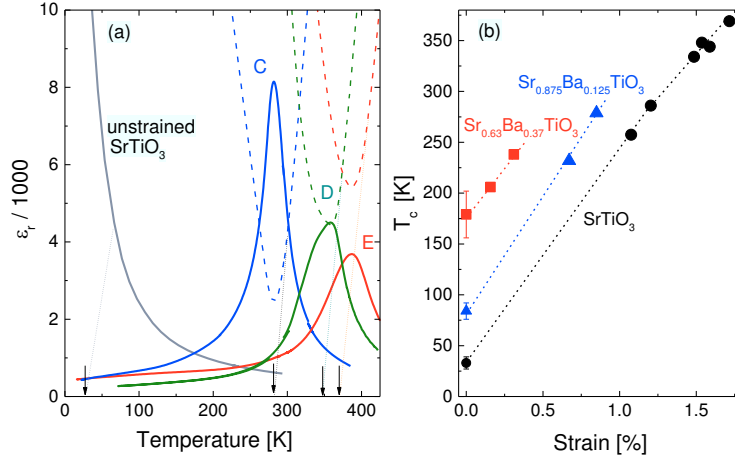 (a)
C
unstrained
SrTiO3
D
E
10
8
6
4
2
0
εr / 1000
0
100
200
300
400
Temperature [K]
(b)
Sr0.875Ba0.125TiO3
Sr0.63Ba0.37TiO3
SrTiO3
350
300
250
200
150
100
50
0
Tc [K]
0.0
0.5
1.0
1.5
Strain [%]